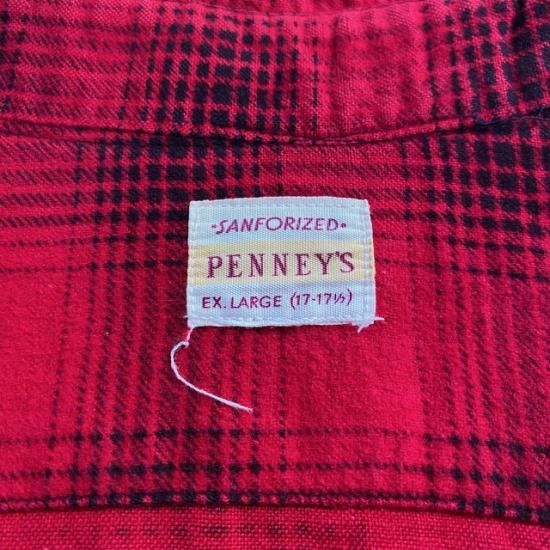 ·SANFORIZED·
PENNEY'S
EX. LARGE (17-17½)